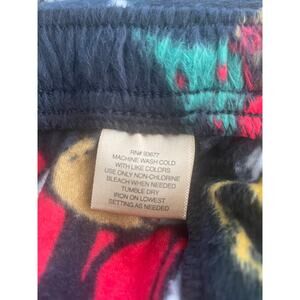 RN# 93677
MACHINE WASH COLD
WITH LIKE COLORS
USE ONLY NON-CHLORINE
BLEACH WHEN NEEDED
TUMBLE DRY
IRON ON LOWEST
SETTING AS NEEDED